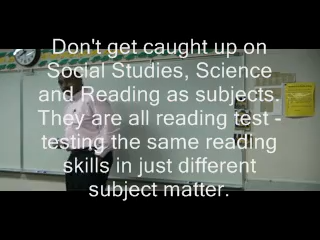 Don't get caught up on
Social Studies, Science
and Reading as subjects.
They are all reading test -
testing the same reading
skills in just different
subject matter.